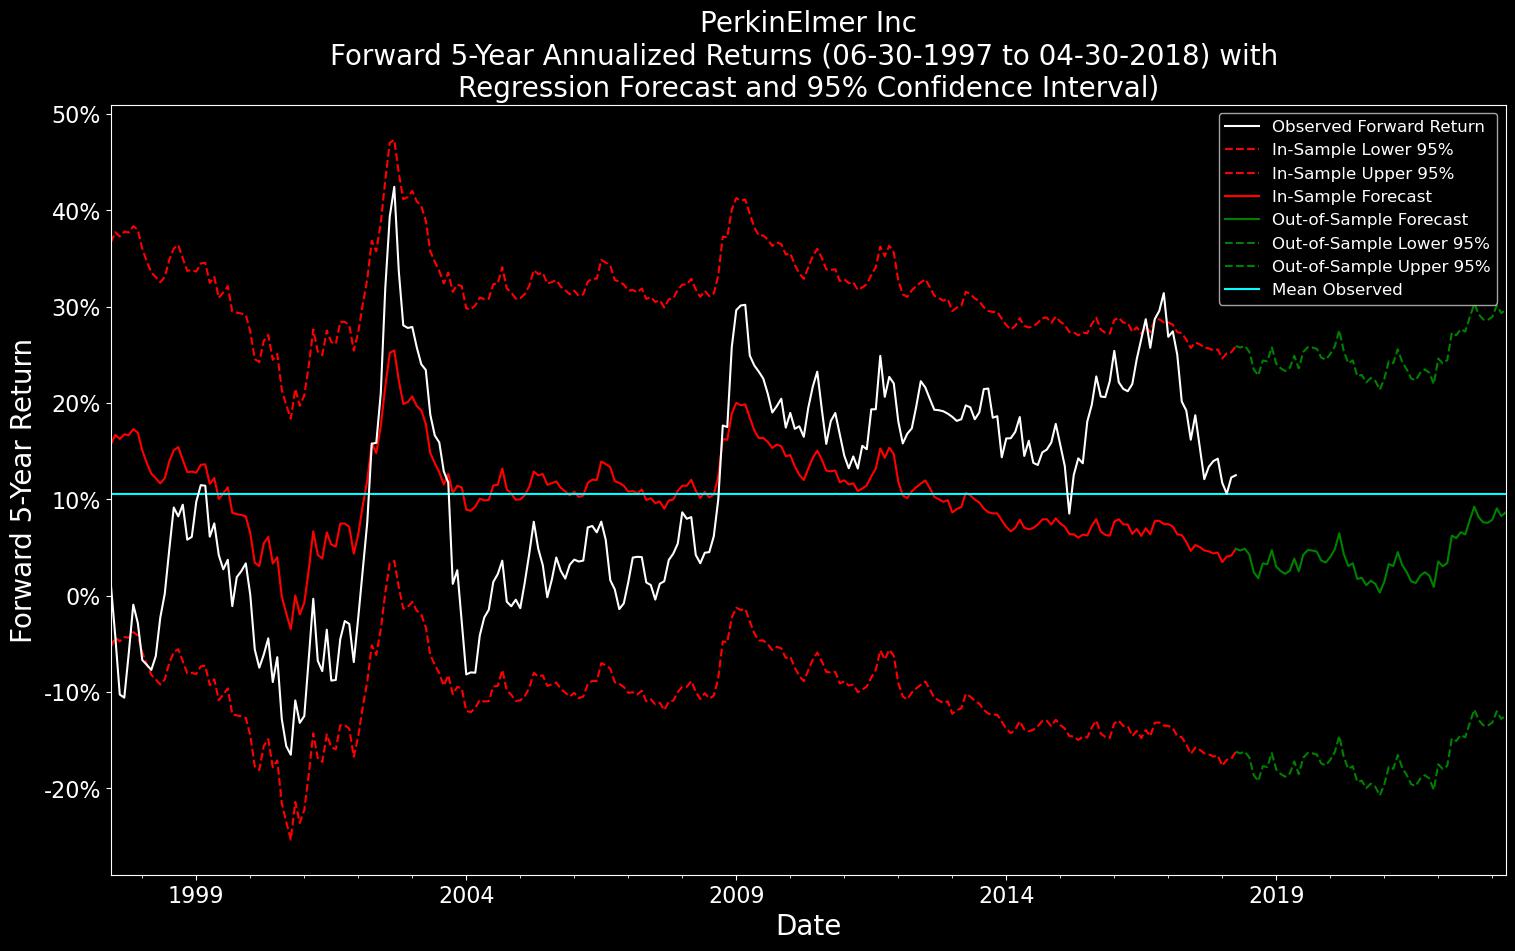 PerkinElmer Inc
Forward 5-Year Annualized Returns (06-30-1997 to 04-30-2018) with
Regression Forecast and 95% Confidence Interval)
50%
40%
30%
20%
10%
0%
-10%
-20%
Forward 5-Year Return
Observed Forward Return
In-Sample Lower 95%
In-Sample Upper 95%
In-Sample Forecast
Out-of-Sample Forecast
Out-of-Sample Lower 95%
Out-of-Sample Upper 95%
Mean Observed
1999
2004
2009
2014
2019
Date